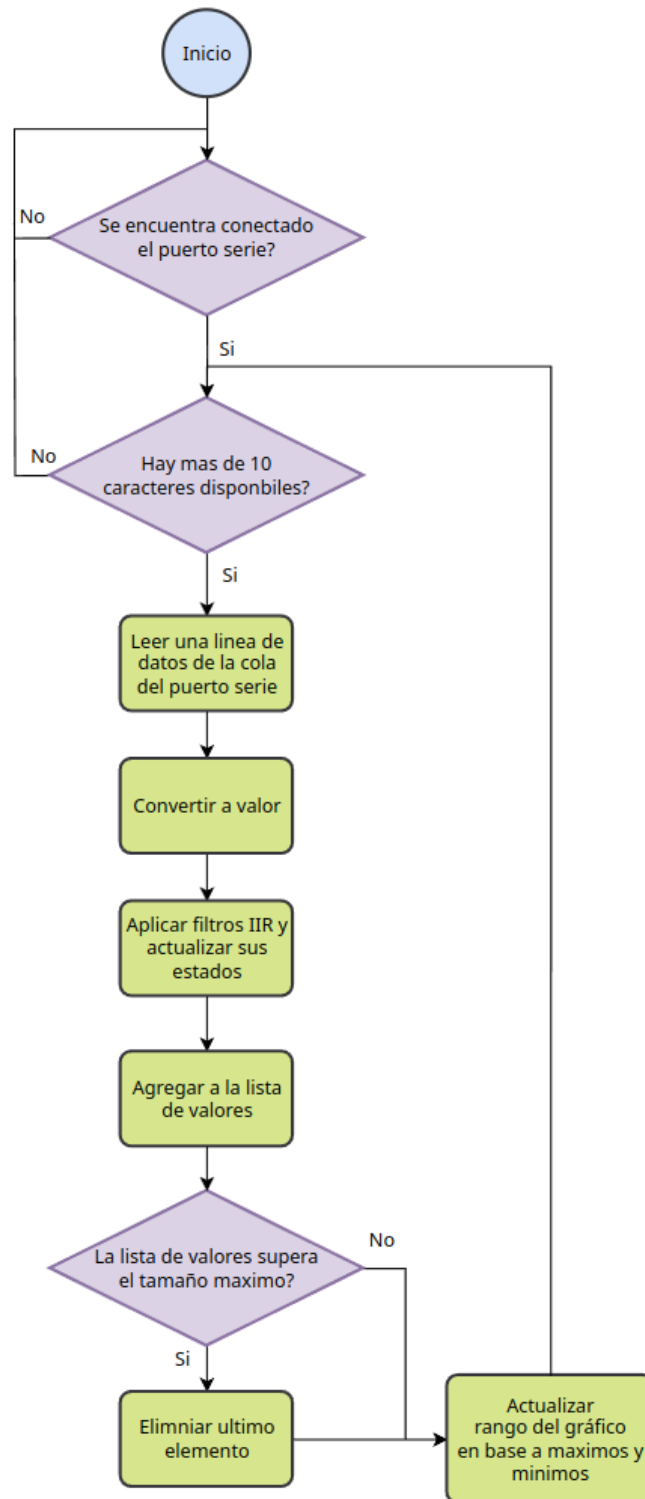 Inicio
Se encuentra conectado
el puerto serie?
No
Si
Hay mas de 10
caracteres disponbiles?
No
Si
Leer una linea de
datos de la cola
del puerto serie
Convertir a valor
Aplicar filtros IIR y
actualizar sus
estados
Agregar a la lista
de valores
La lista de valores supera
el tamaño maximo?
No
Si
Elimniar ultimo
elemento
Actualizar
rango del gráfico
en base a maximos y
minimos